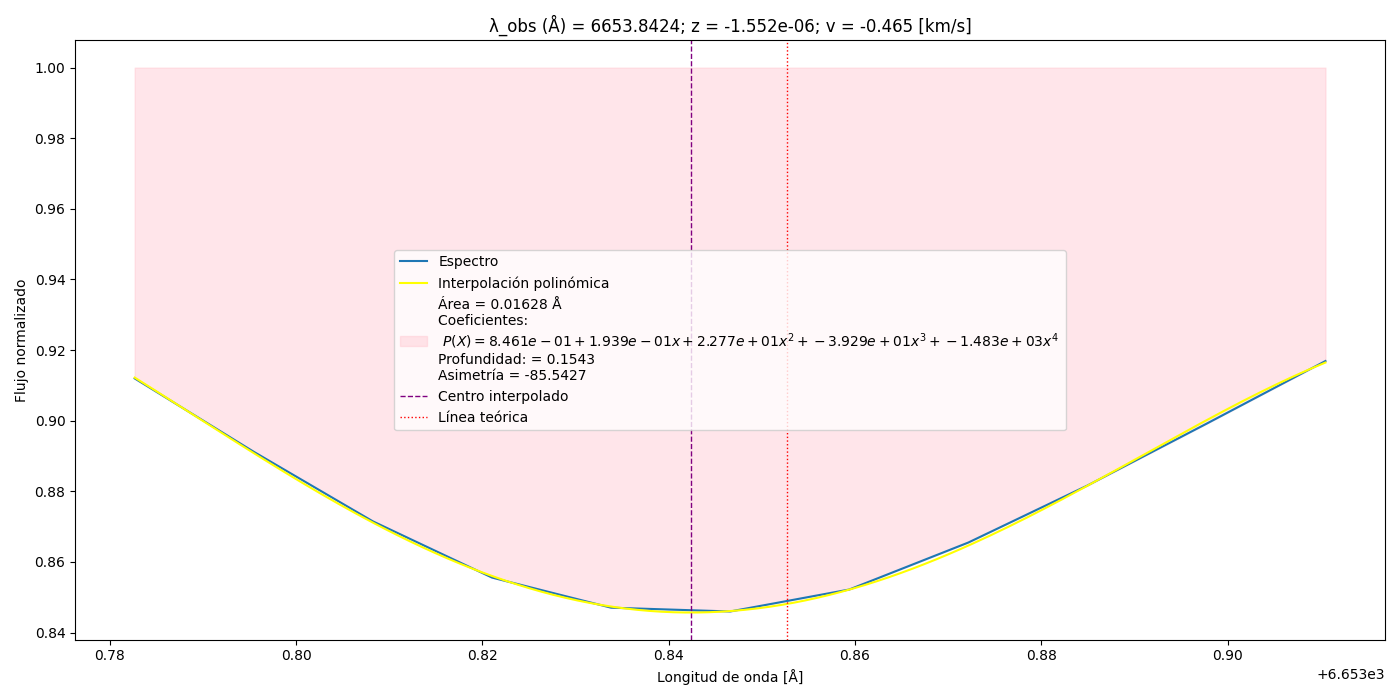 λ_obs (Å) = 6653.8424; z = -1.552e-06; v = -0.465 [km/s]
1.00
0.98
0.96
0.94
0.92
0.90
0.88
0.86
0.84
Flujo normalizado
Espectro
Interpolación polinómica
Área = 0.01628 Å
Coeficientes:
P(X) = 8.461e − 01 + 1.939e − 01x + 2.277e + 01x² + −3.929e + 01x³ + −1.483e + 03x⁴
Profundidad: = 0.1543
Asimetría = -85.5427
Centro interpolado
Línea teórica
0.78 0.80 0.82 0.84 0.86 0.88 0.90
+6.653e3
Longitud de onda [Å]